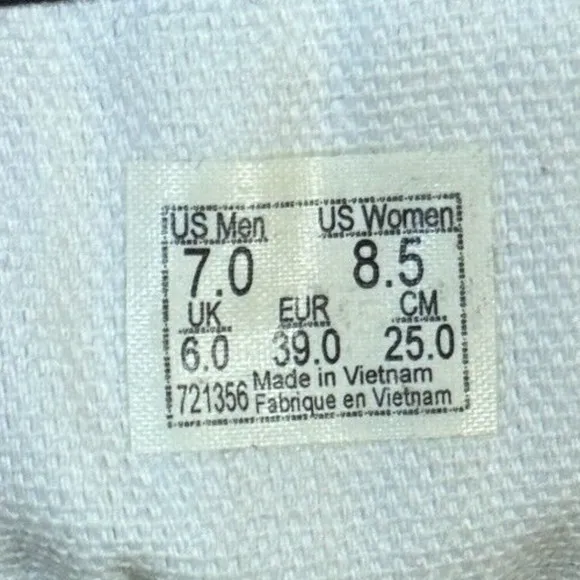 US Men US Women
7.0 8.5
UK EUR CM
6.0 39.0 25.0
721356 Made in Vietnam
Fabrique en Vietnam